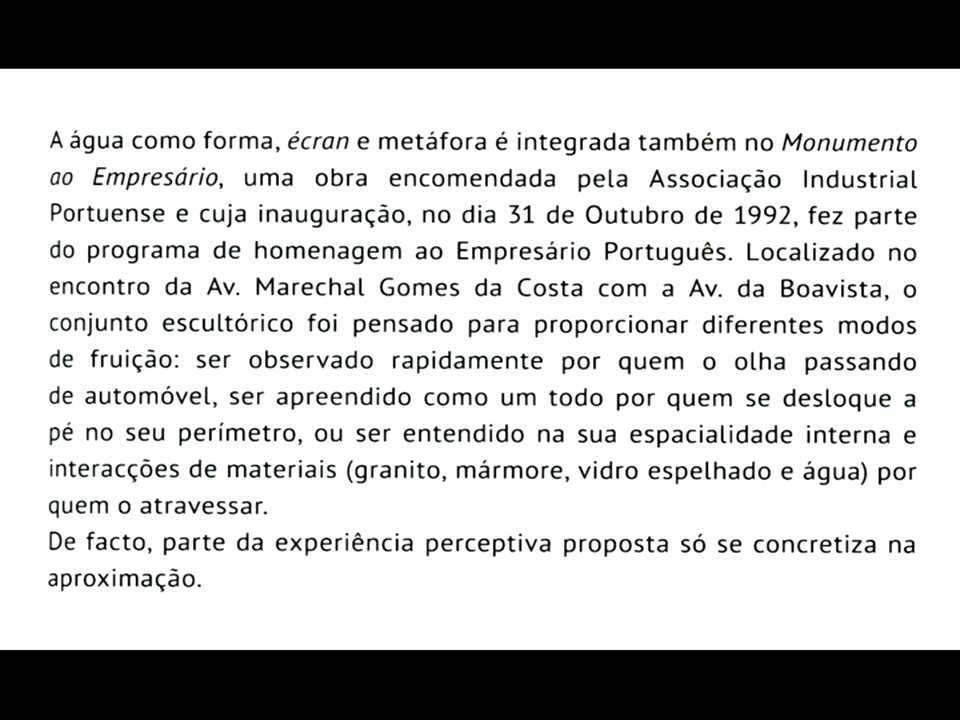 A água como forma, écran e metáfora é integrada também no Monumento
ao Empresário, uma obra encomendada pela Associação Industrial
Portuense e cuja inauguração, no dia 31 de Outubro de 1992, fez parte
do programa de homenagem ao Empresário Português. Localizado no
encontro da Av. Marechal Gomes da Costa com a Av. da Boavista, o
conjunto escultórico foi pensado para proporcionar diferentes modos
de fruição: ser observado rapidamente por quem o olha passando
de automóvel, ser apreendido como um todo por quem se desloque a
pé no seu perímetro, ou ser entendido na sua espacialidade interna e
interacções de materiais (granito, mármore, vidro espelhado e água) por
quem o atravessar.
De facto, parte da experiência perceptiva proposta só se concretiza na
aproximação.